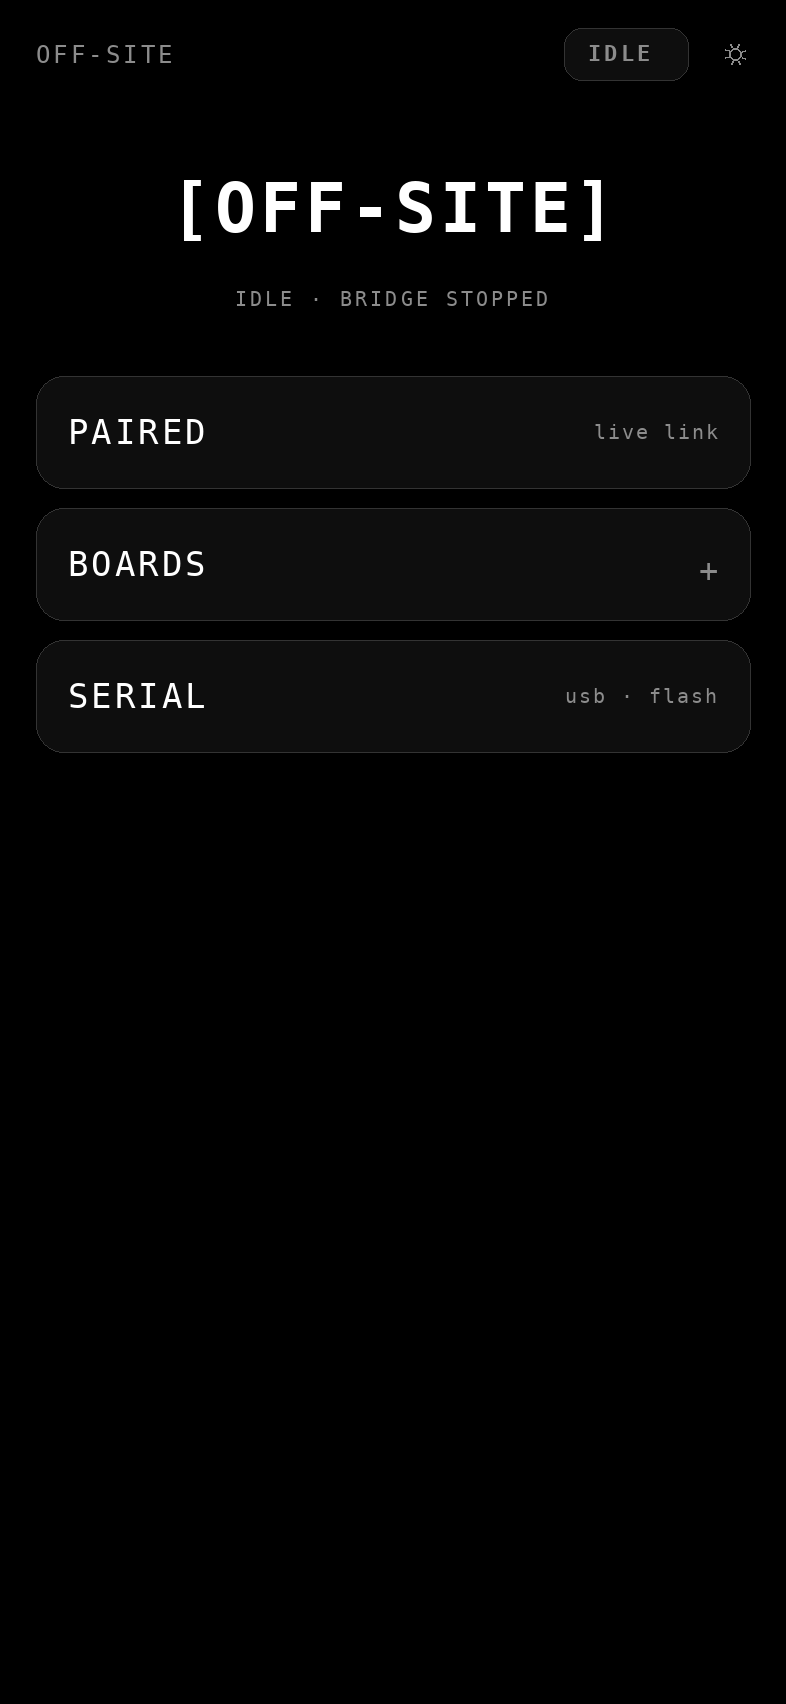 OFF-SITE
IDLE
[OFF-SITE]
IDLE · BRIDGE STOPPED
PAIRED
live link
BOARDS
+
SERIAL
usb · flash